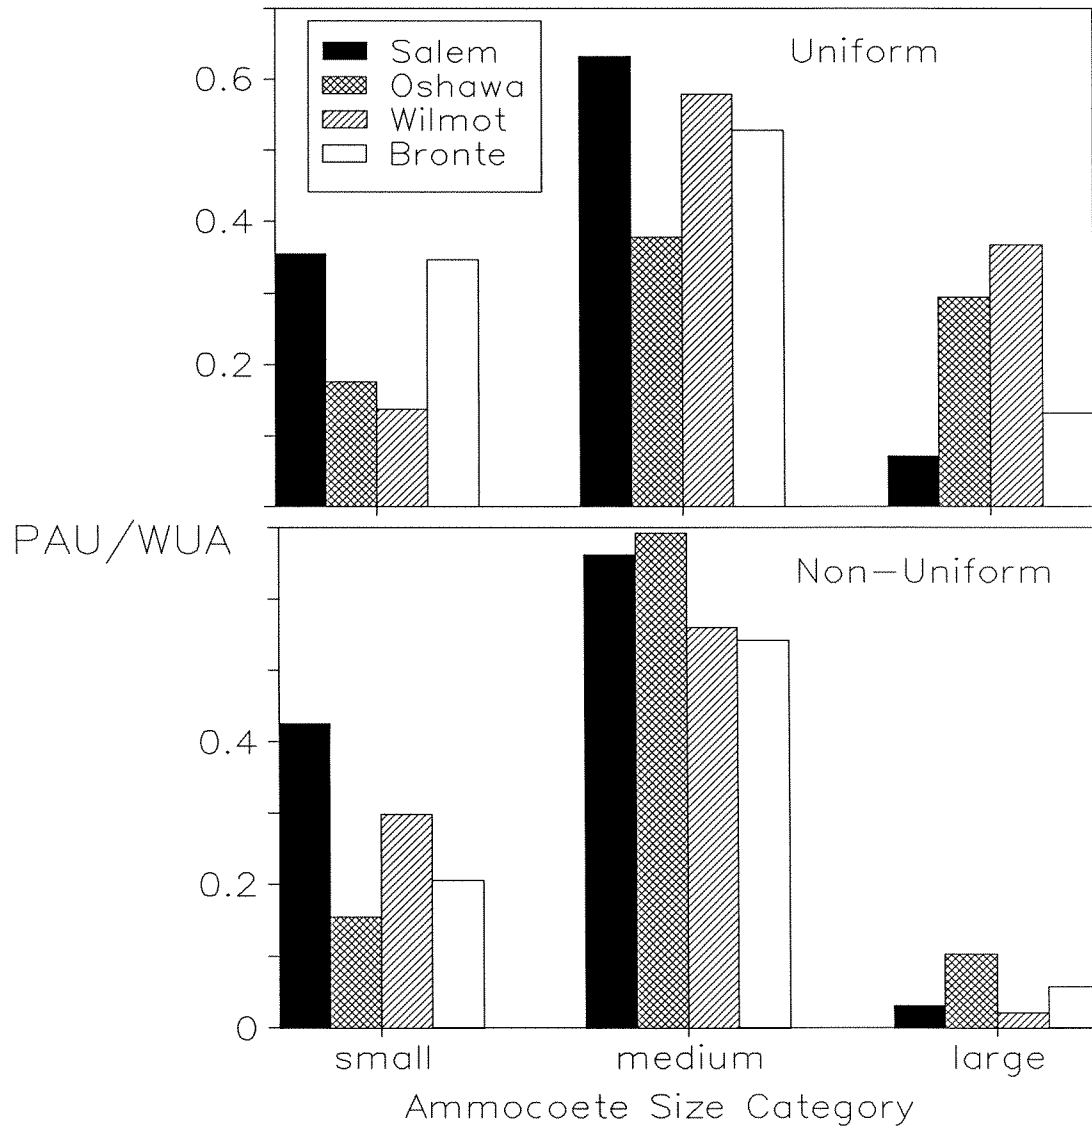 Uniform
Salem
Oshawa
Wilmot
Bronte
0.6
0.4
0.2
PAU/WUA
Non-Uniform
0.4
0.2
0
small medium large
Ammocoete Size Category